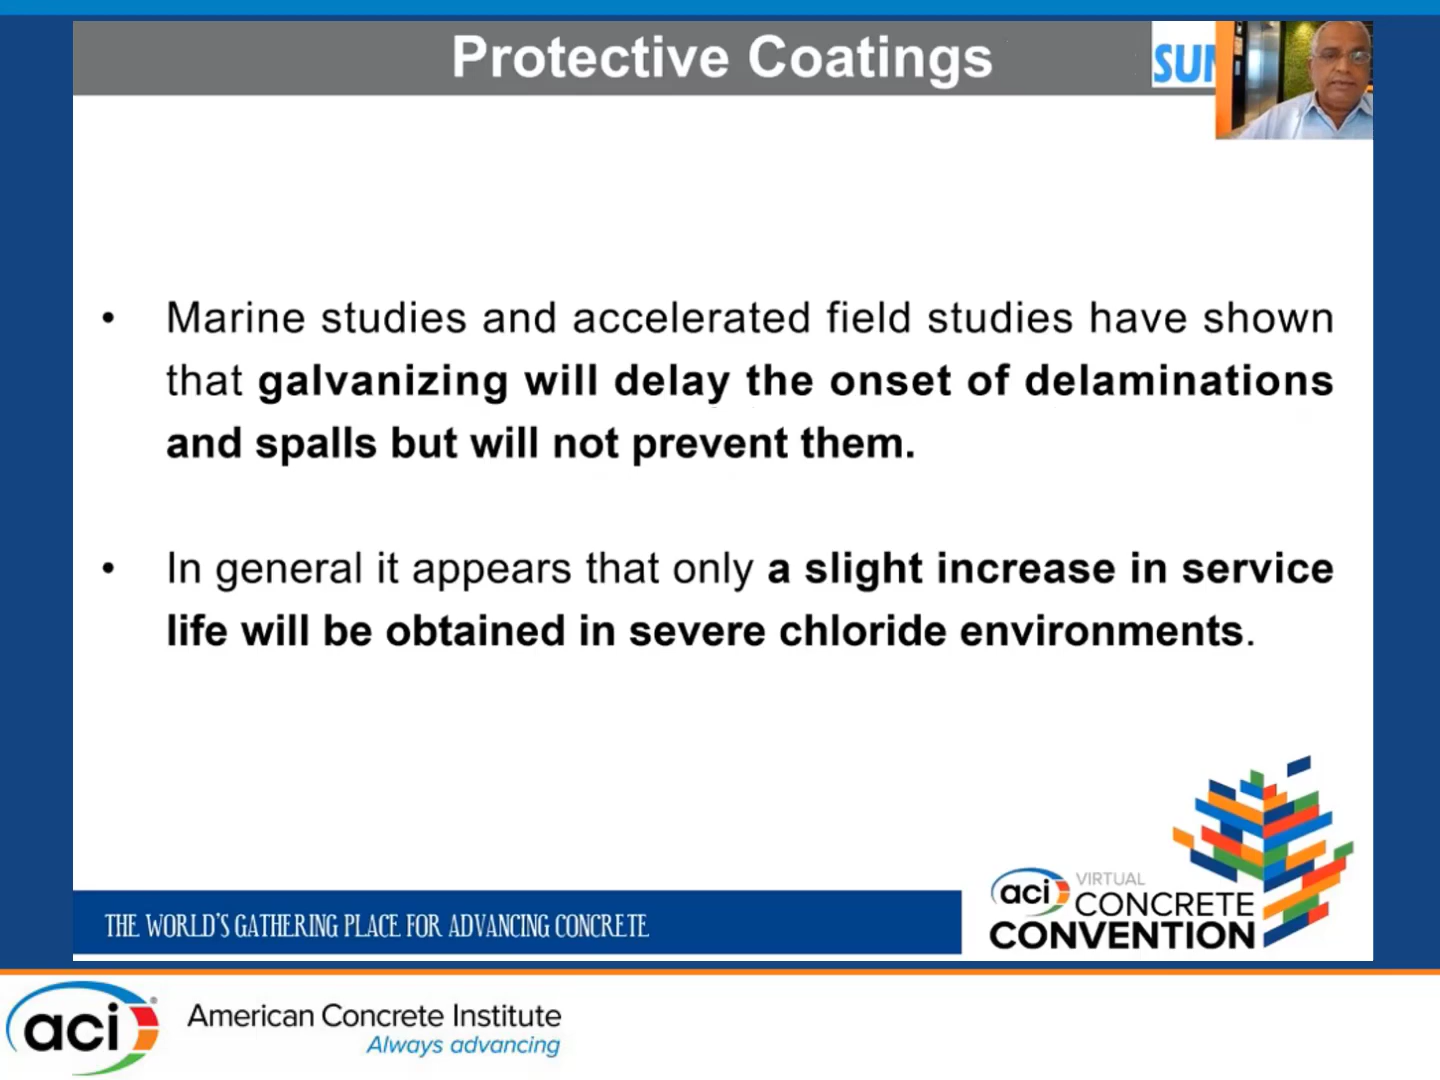 Protective Coatings
SUN
• Marine studies and accelerated field studies have shown
that galvanizing will delay the onset of delaminations
and spalls but will not prevent them.
• In general it appears that only a slight increase in service
life will be obtained in severe chloride environments.
THE WORLD'S GATHERING PLACE FOR ADVANCING CONCRETE
aci VIRTUAL
CONCRETE
CONVENTION
aci®
American Concrete Institute
Always advancing